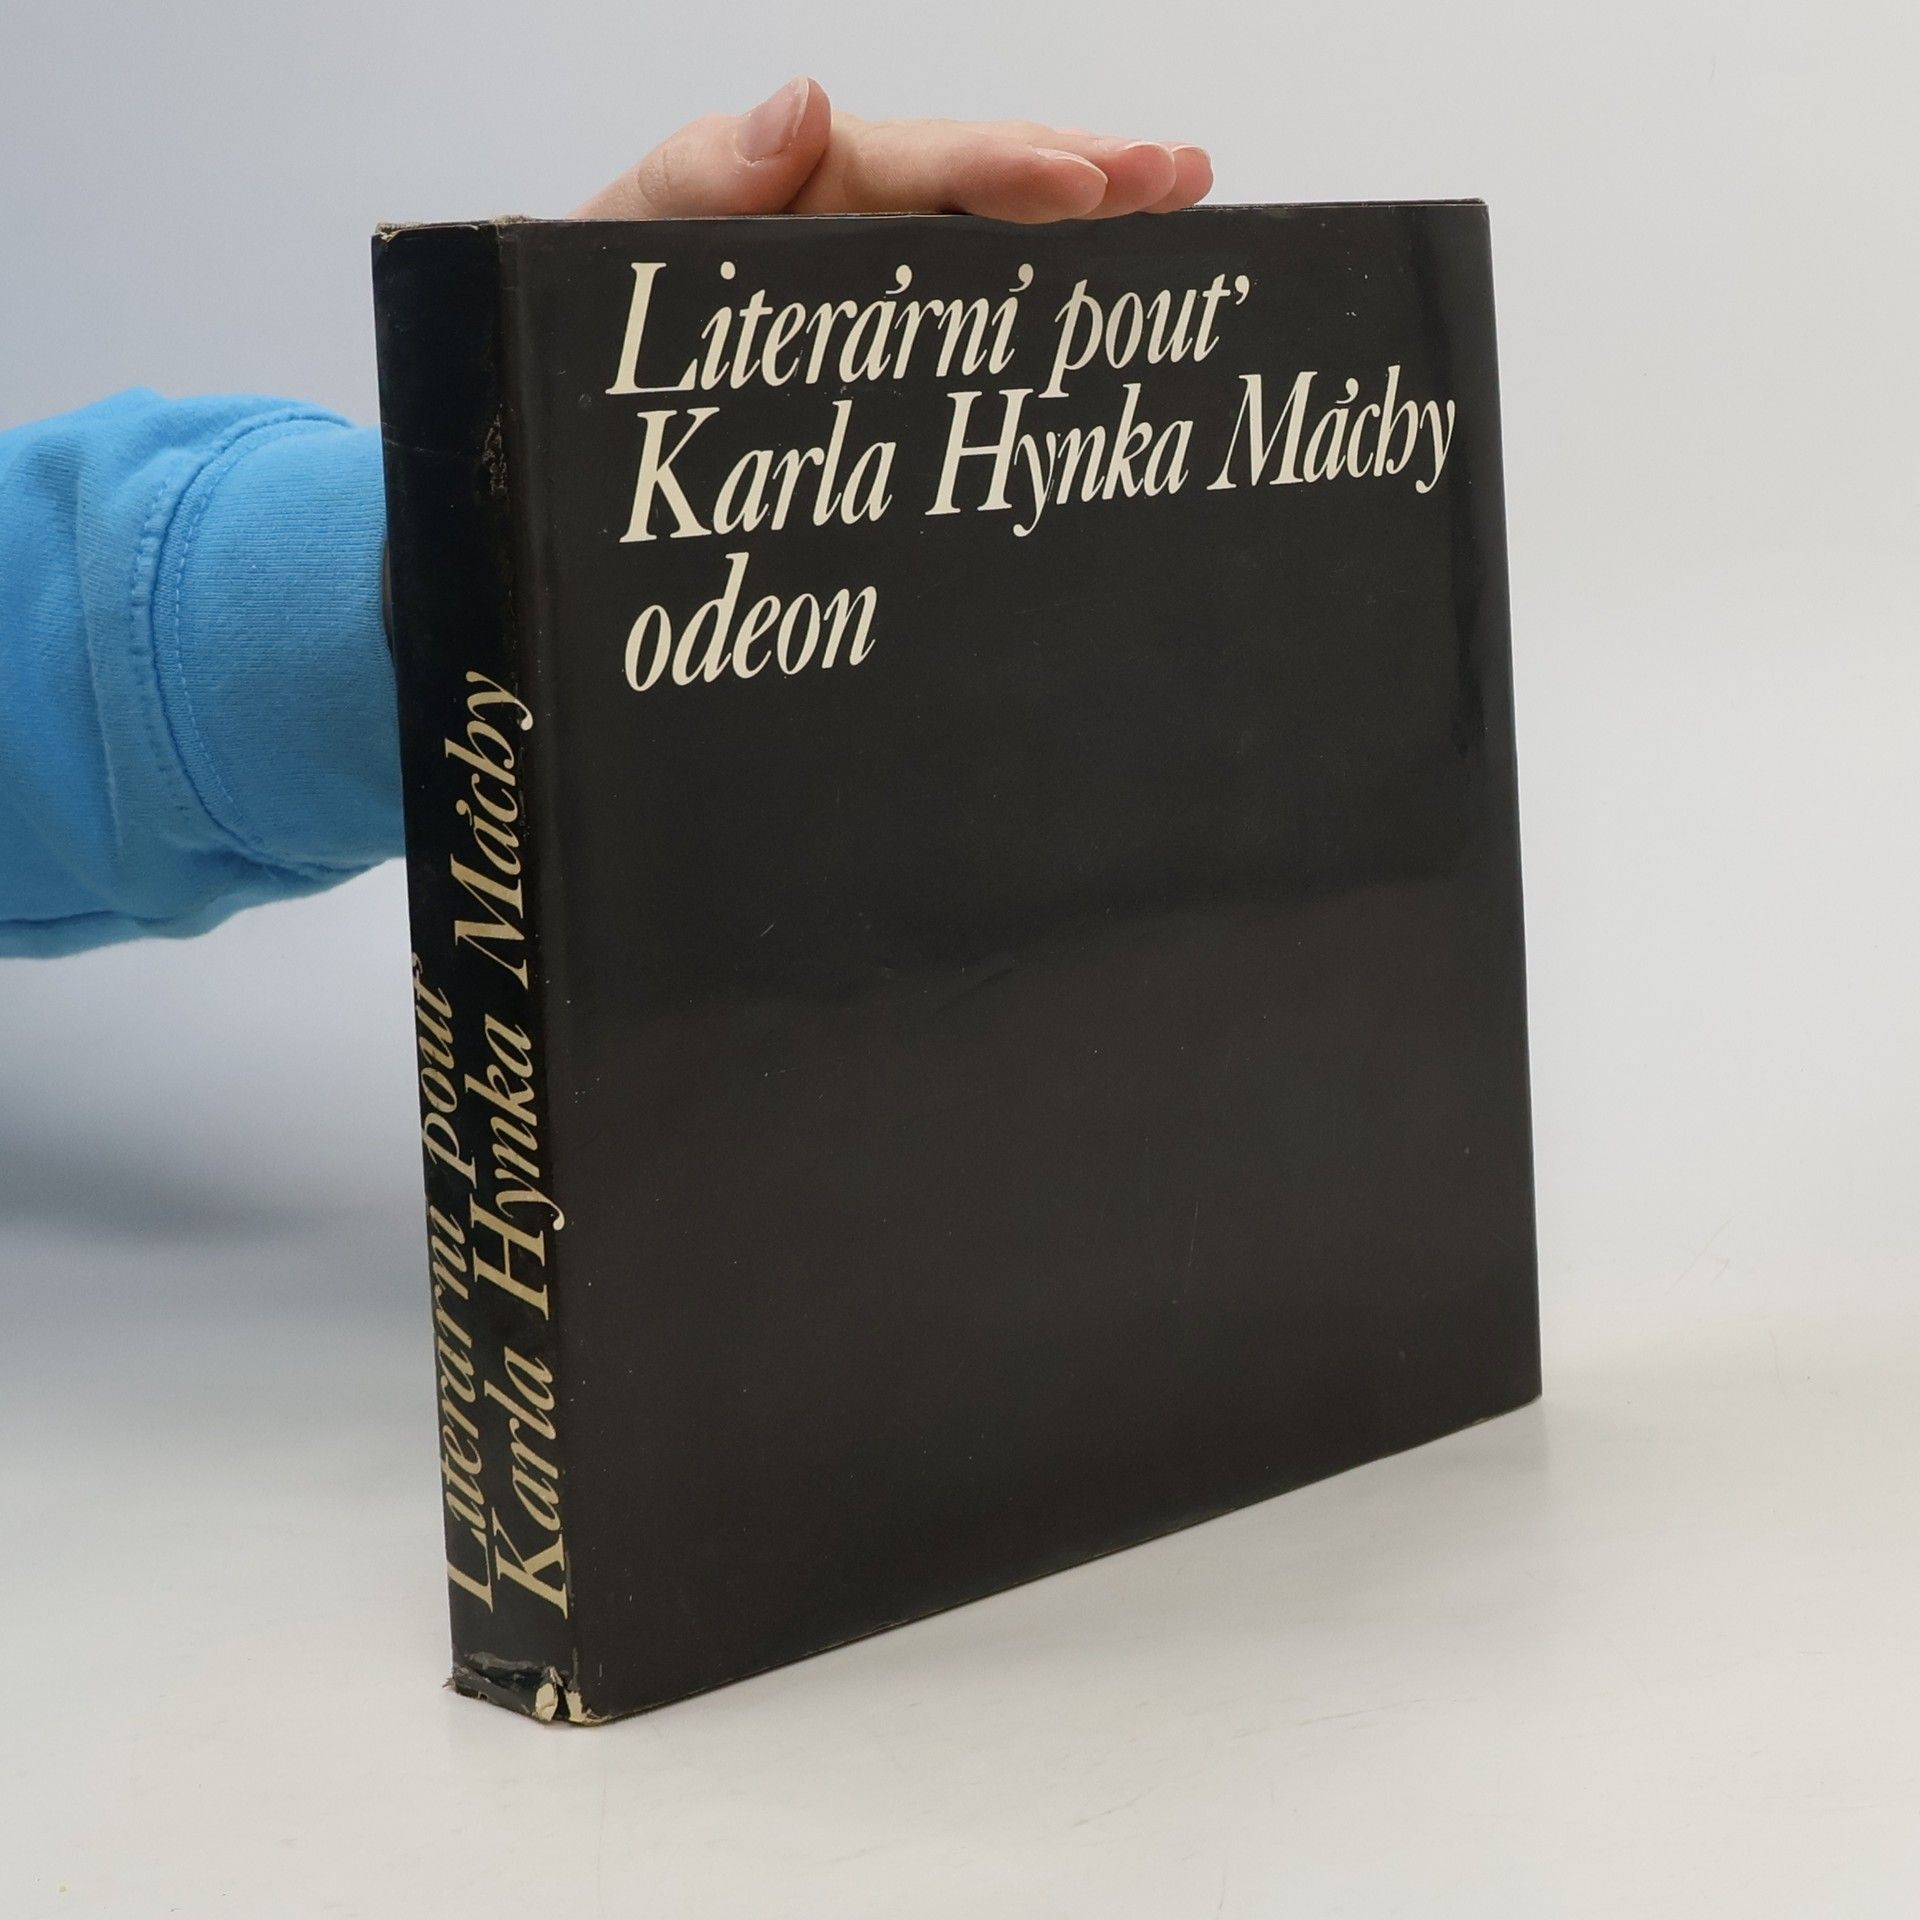 Literární pouť
Karla Hynka Máchy
odeon
Literární pouť
Karla Hynka Máchy